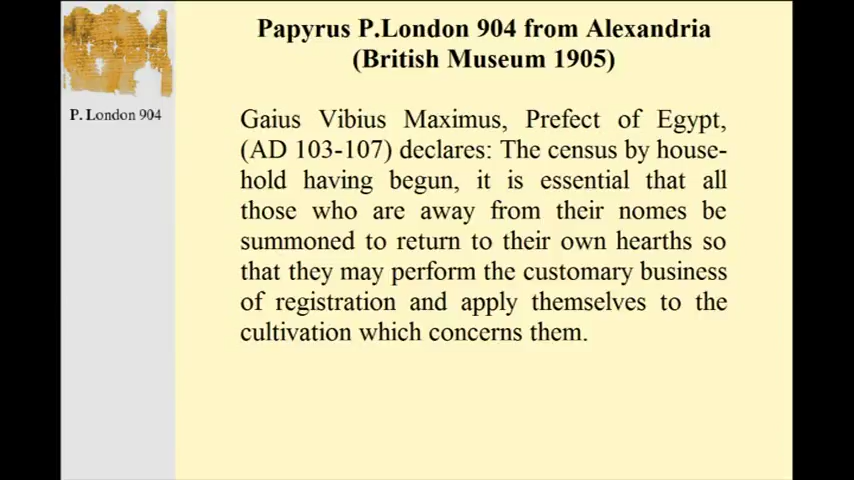 Papyrus P.London 904 from Alexandria
(British Museum 1905)
P. London 904
Gaius Vibius Maximus, Prefect of Egypt,
(AD 103-107) declares: The census by house-
hold having begun, it is essential that all
those who are away from their nomes be
summoned to return to their own hearths so
that they may perform the customary business
of registration and apply themselves to the
cultivation which concerns them.